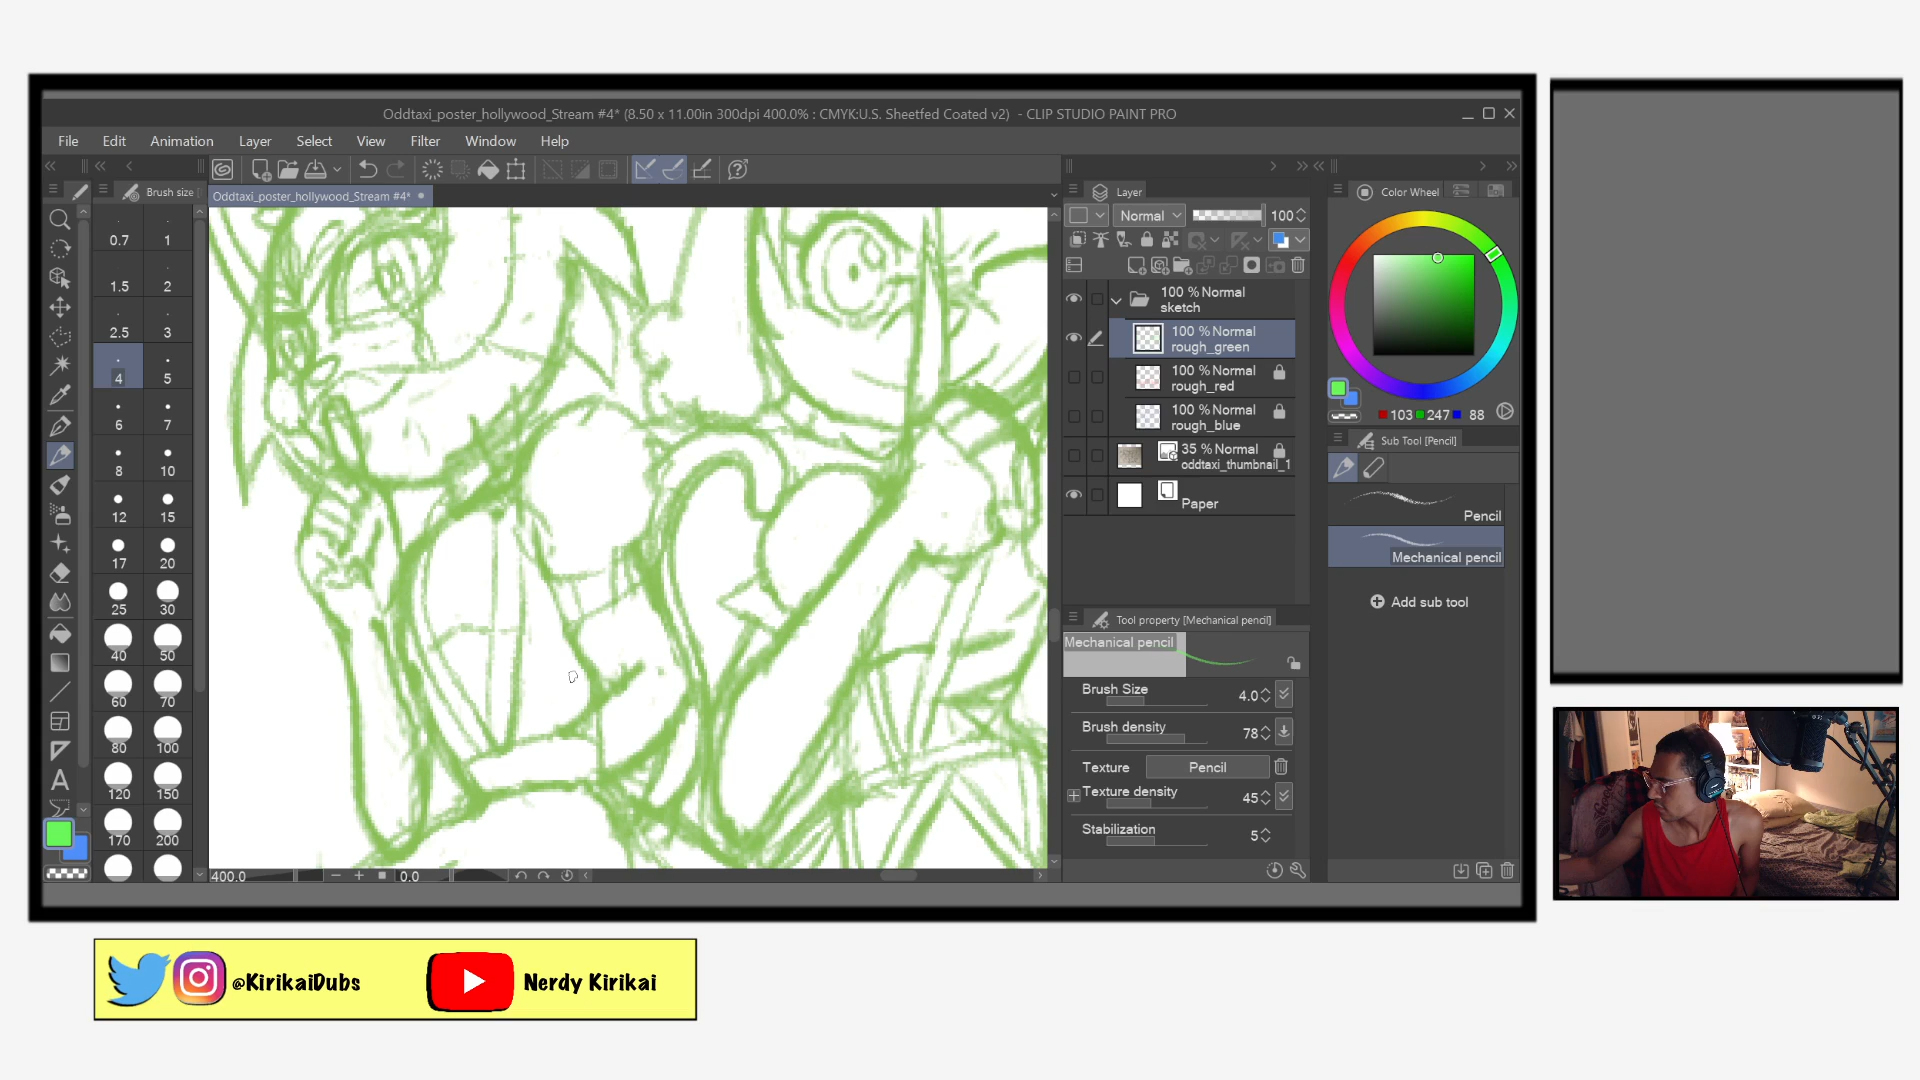 Oddtaxi_poster_hollywood_Stream #4* (8.50 x 11.00in 300dpi 400.0% : CMYK:U.S. Sheetfed Coated v2) - CLIP STUDIO PAINT PRO
File Edit Animation Layer Select View Filter Window Help
Brush size
Oddtaxi_poster_hollywood_Stream #4*
0.7 1
1.5 2
2.5 3
4 5
6 7
8 10
12 15
17 20
25 30
40 50
60 70
80 100
120 150
170 200
400.0 0.0
Layer
Normal 100
100 % Normal
sketch
100 % Normal
rough_green
100 % Normal
rough_red
100 % Normal
rough_blue
35 % Normal
oddtaxi_thumbnail_1
Paper
Tool property [Mechanical pencil]
Mechanical pencil
Brush Size 4.0
Brush density 78
Texture Pencil
Texture density 45
Stabilization 5
Color Wheel
103 247 88
Sub Tool [Pencil]
Pencil
Mechanical pencil
Add sub tool
@KirikaiDubs Nerdy Kirikai